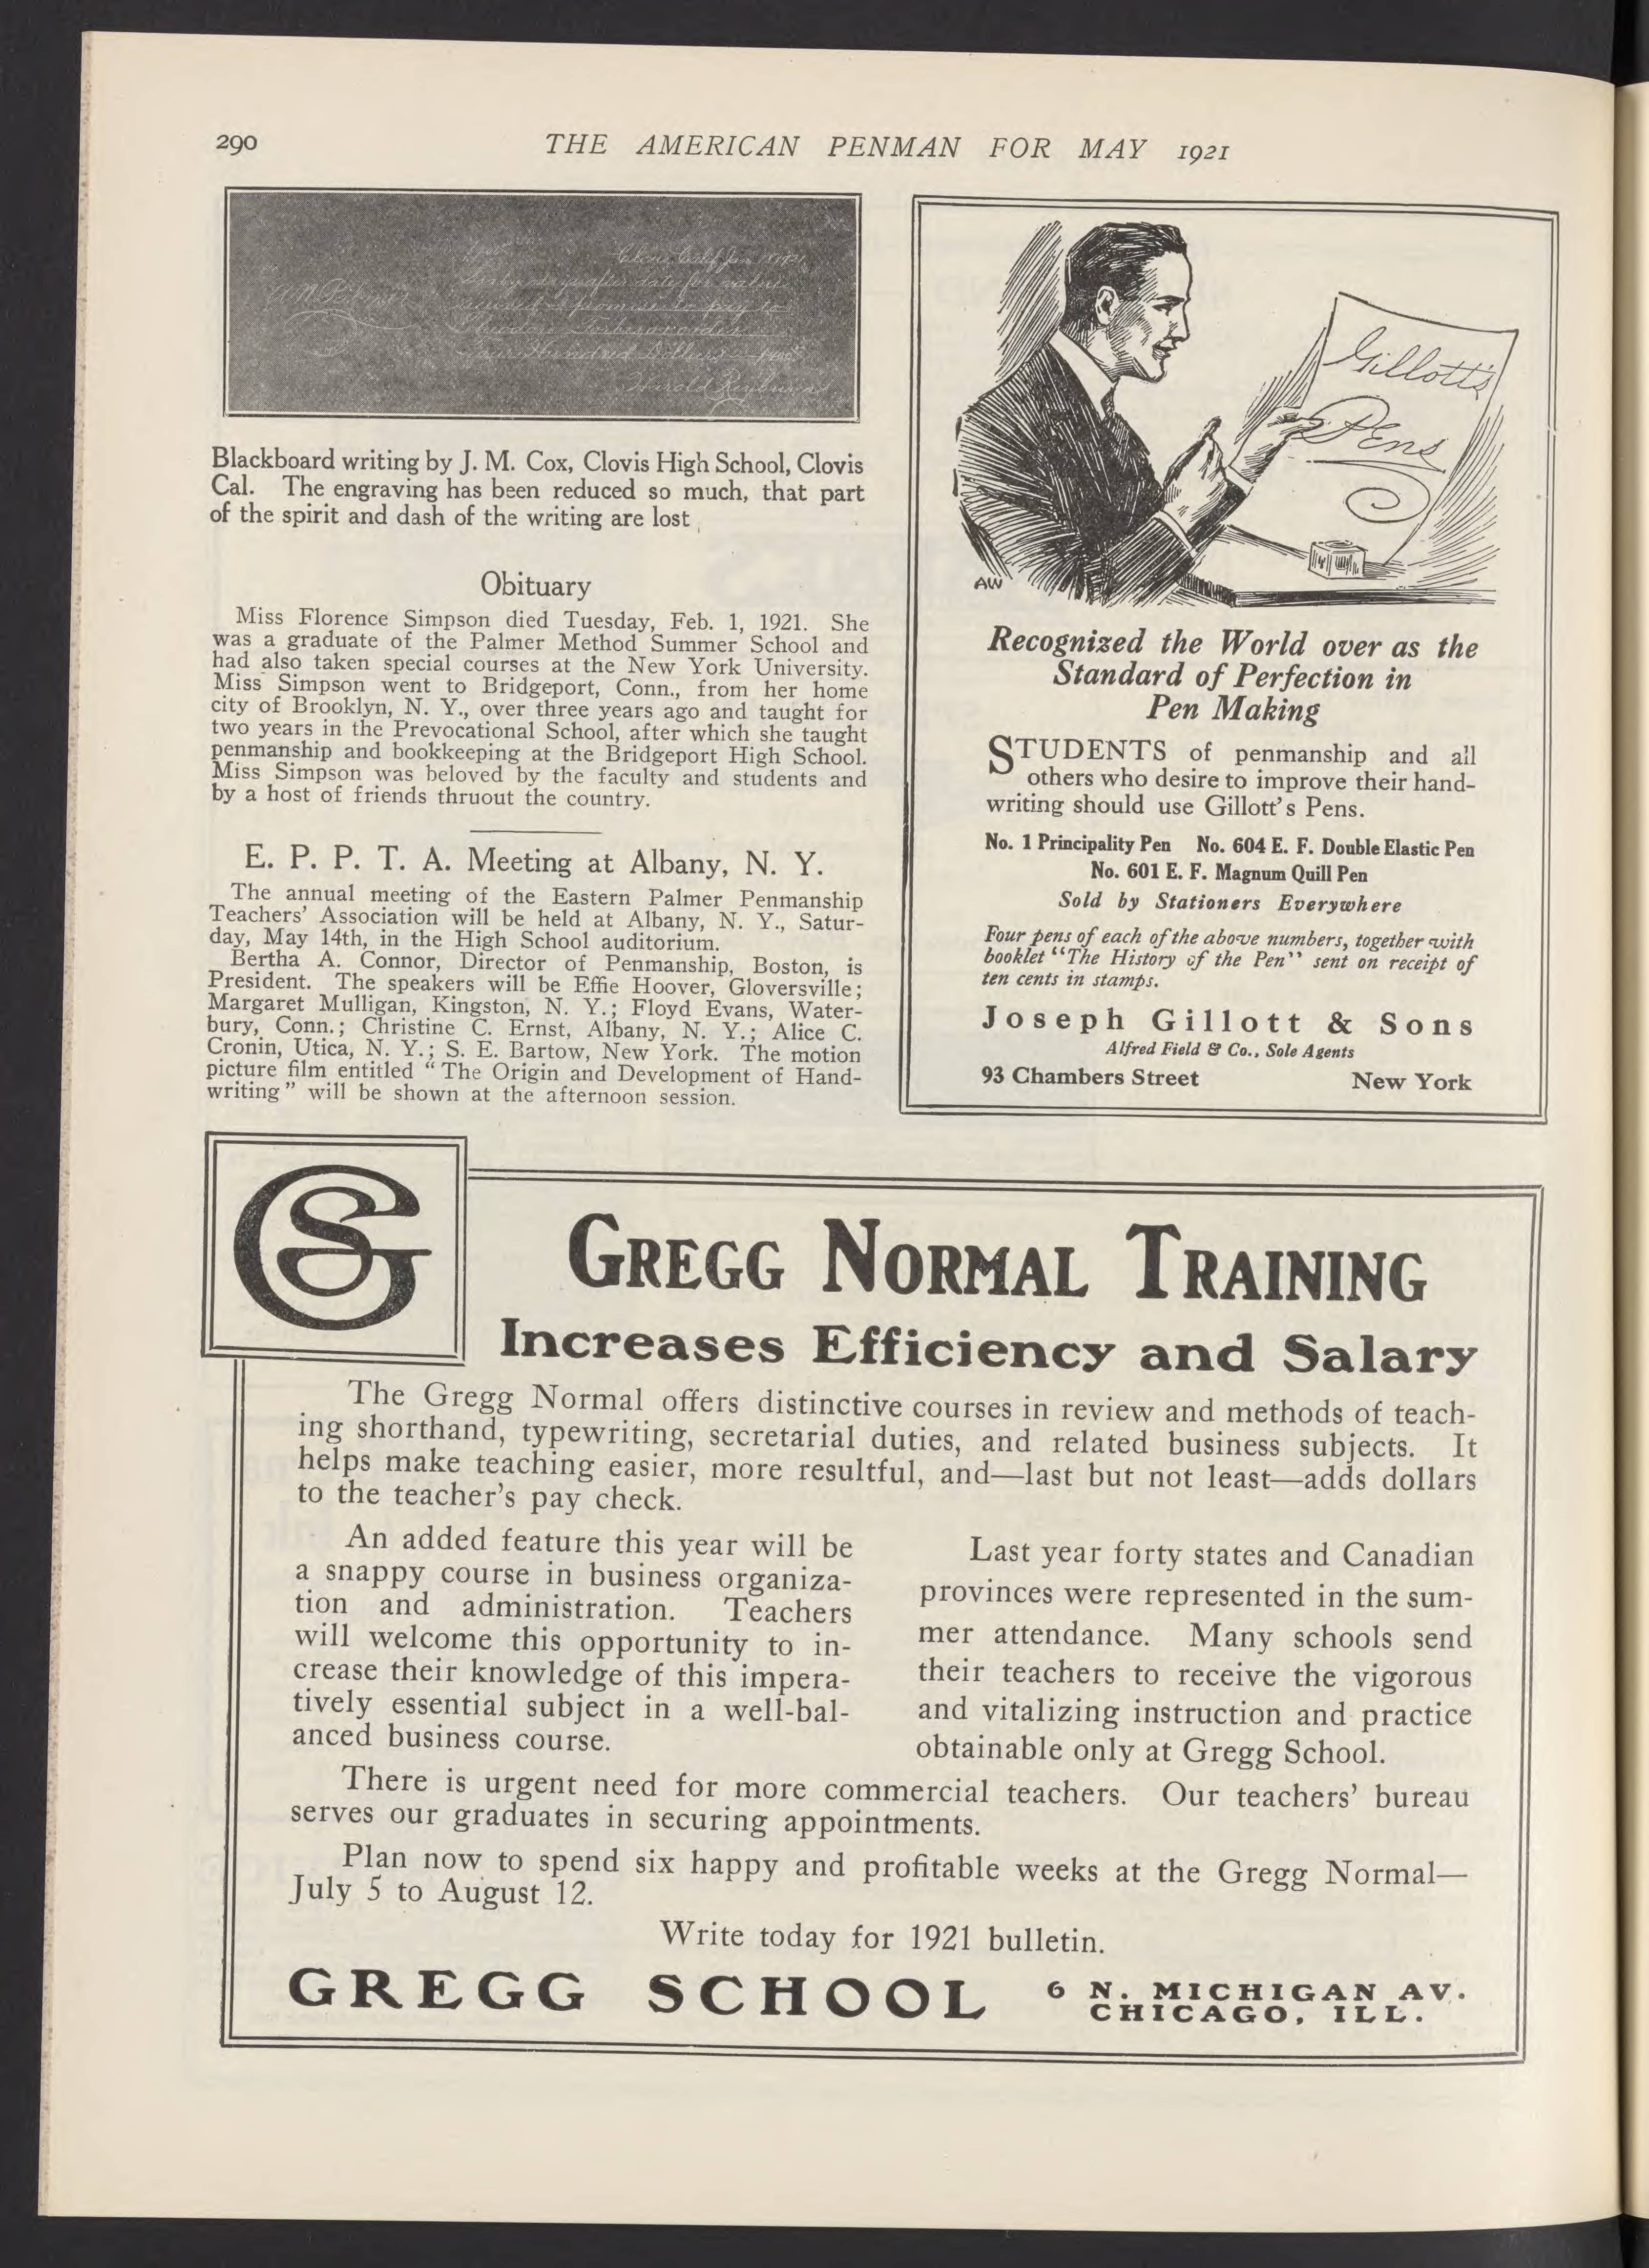 290
THE AMERICAN PENMAN FOR MAY 1921
Clovis Calif Jan 1921
days after date for value
promise to pay to
or order
Hundred Dollars
Harold
Blackboard writing by J. M. Cox, Clovis High School, Clovis
Cal. The engraving has been reduced so much, that part
of the spirit and dash of the writing are lost
Obituary
Miss Florence Simpson died Tuesday, Feb. 1, 1921. She
was a graduate of the Palmer Method Summer School and
had also taken special courses at the New York University.
Miss Simpson went to Bridgeport, Conn., from her home
city of Brooklyn, N. Y., over three years ago and taught for
two years in the Prevocational School, after which she taught
penmanship and bookkeeping at the Bridgeport High School.
Miss Simpson was beloved by the faculty and students and
by a host of friends thruout the country.
E. P. P. T. A. Meeting at Albany, N. Y.
The annual meeting of the Eastern Palmer Penmanship
Teachers' Association will be held at Albany, N. Y., Satur-
day, May 14th, in the High School auditorium.
Bertha A. Connor, Director of Penmanship, Boston, is
President. The speakers will be Effie Hoover, Gloversville;
Margaret Mulligan, Kingston, N. Y.; Floyd Evans, Water-
bury, Conn.; Christine C. Ernst, Albany, N. Y.; Alice C.
Cronin, Utica, N. Y.; S. E. Bartow, New York. The motion
picture film entitled “ The Origin and Development of Hand-
writing ” will be shown at the afternoon session.
Gillott's
Pens
AW
Recognized the World over as the
Standard of Perfection in
Pen Making
STUDENTS of penmanship and all
others who desire to improve their hand-
writing should use Gillott's Pens.
No. 1 Principality Pen No. 604 E. F. Double Elastic Pen
No. 601 E. F. Magnum Quill Pen
Sold by Stationers Everywhere
Four pens of each of the above numbers, together with
booklet “The History of the Pen” sent on receipt of
ten cents in stamps.
Joseph Gillott & Sons
Alfred Field & Co., Sole Agents
93 Chambers Street New York
GS
GREGG NORMAL TRAINING
Increases Efficiency and Salary
The Gregg Normal offers distinctive courses in review and methods of teach-
ing shorthand, typewriting, secretarial duties, and related business subjects. It
helps make teaching easier, more resultful, and—last but not least—adds dollars
to the teacher's pay check.
An added feature this year will be
a snappy course in business organiza-
tion and administration. Teachers
will welcome this opportunity to in-
crease their knowledge of this impera-
tively essential subject in a well-bal-
anced business course.
Last year forty states and Canadian
provinces were represented in the sum-
mer attendance. Many schools send
their teachers to receive the vigorous
and vitalizing instruction and practice
obtainable only at Gregg School.
There is urgent need for more commercial teachers. Our teachers' bureau
serves our graduates in securing appointments.
Plan now to spend six happy and profitable weeks at the Gregg Normal—
July 5 to August 12.
Write today for 1921 bulletin.
GREGG SCHOOL 6 N. MICHIGAN AV.
CHICAGO, ILL.